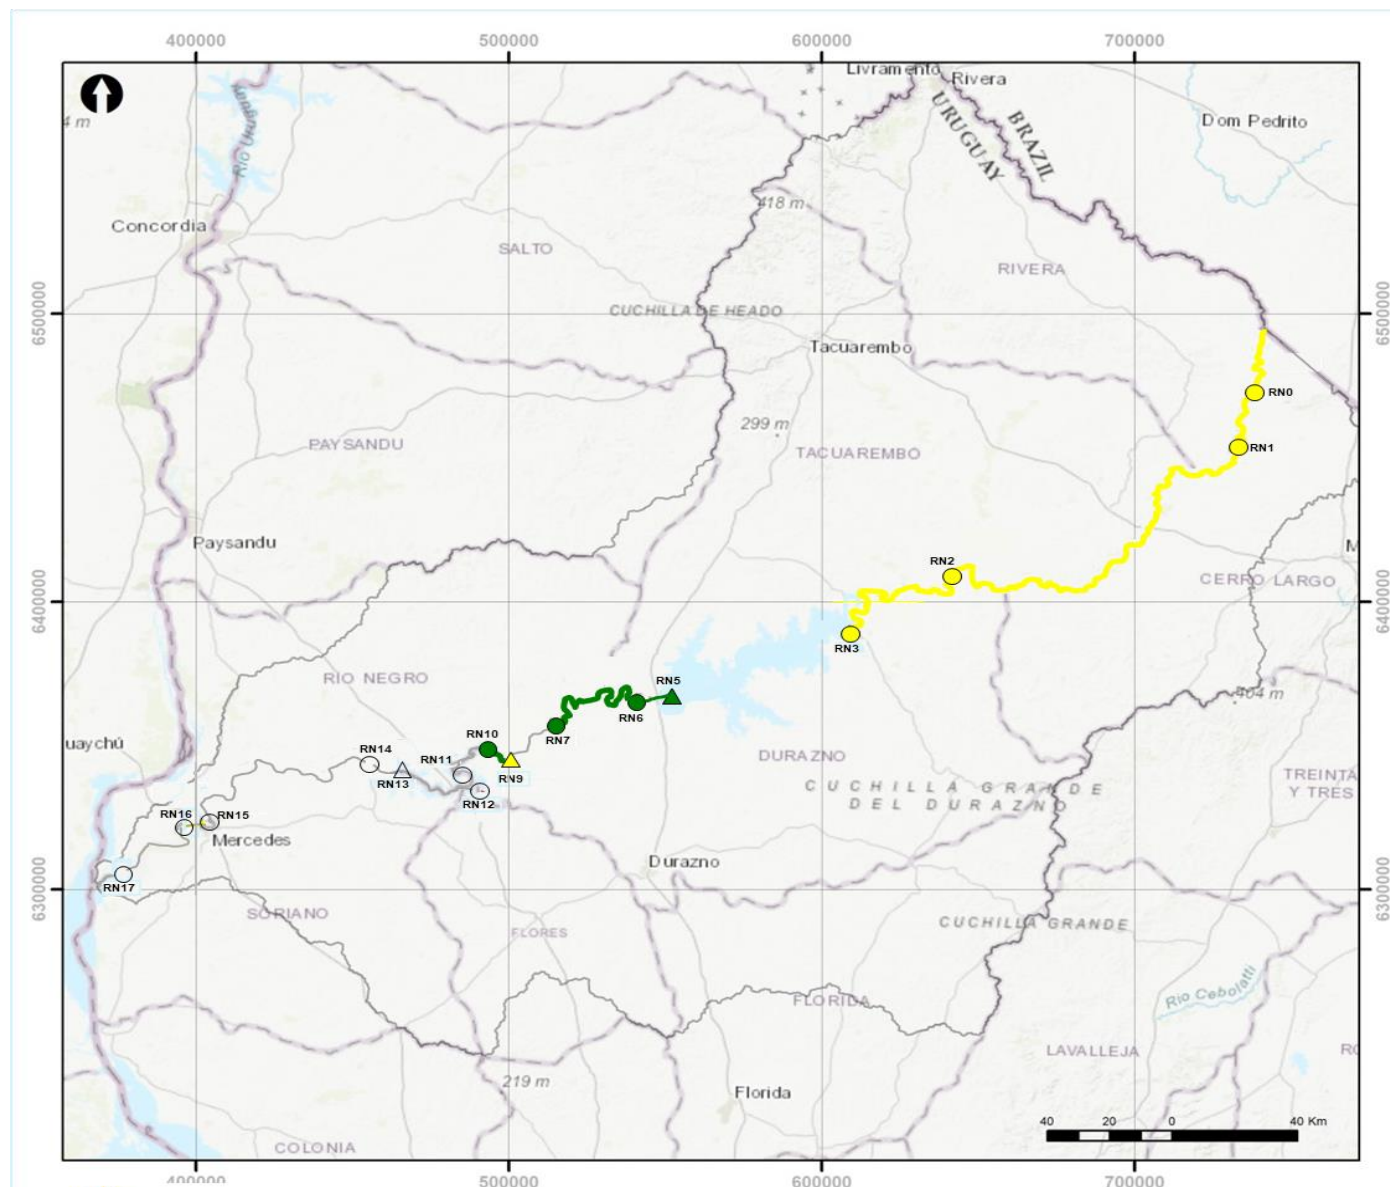 400000
500000
600000
700000
Livramento
Rivera
4 m
Rio Uruguay
URUGUAY
BRAZIL
Dom Pedrito
418 m
Concordia
SALTO
RIVERA
6500000
CUCHILLA DE HEADO
6500000
Tacuarembo
RN0
299 m
PAYSANDU
TACUAREMBO
RN1
Paysandu
RN2
M
CERRO LARGO
6400000
6400000
RN3
RIO NEGRO
RN5
404 m
RN6
uaychú
RN10
RN7
RN14
RN11
RN9
DURAZNO
RN13
RN12
CUCHILLA GRANDE
DEL DURAZNO
TREINTA
Y TRES
RN16
RN15
Mercedes
Durazno
RN17
6300000
6300000
SORIANO
CUCHILLA GRANDE
FLORES
FLORIDA
Rio Cebolatti
LAVALLEJA
RO
219 m
Florida
40 20 0 40 Km
COLONIA
400000
500000
600000
700000